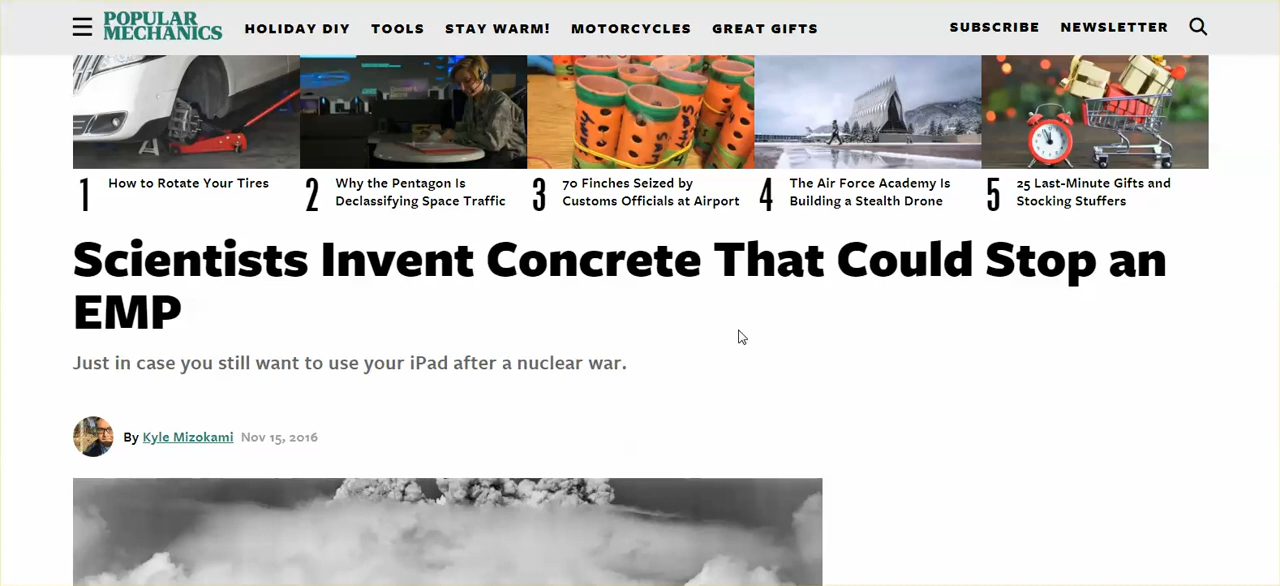 POPULAR
MECHANICS
HOLIDAY DIY TOOLS STAY WARM! MOTORCYCLES GREAT GIFTS SUBSCRIBE NEWSLETTER
1 How to Rotate Your Tires
2 Why the Pentagon Is
Declassifying Space Traffic
3 70 Finches Seized by
Customs Officials at Airport
4 The Air Force Academy Is
Building a Stealth Drone
5 25 Last-Minute Gifts and
Stocking Stuffers
Scientists Invent Concrete That Could Stop an
EMP
Just in case you still want to use your iPad after a nuclear war.
By Kyle Mizokami Nov 15, 2016